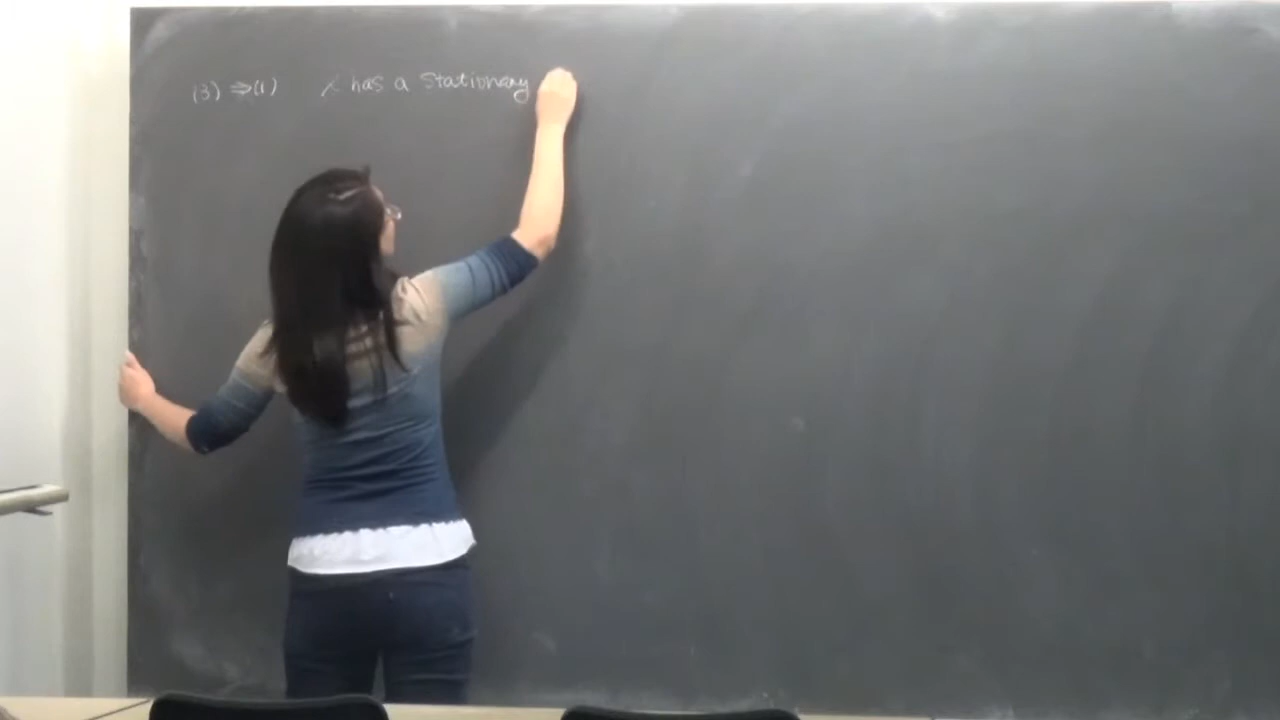 (3) ⇒(1) X has a stationary